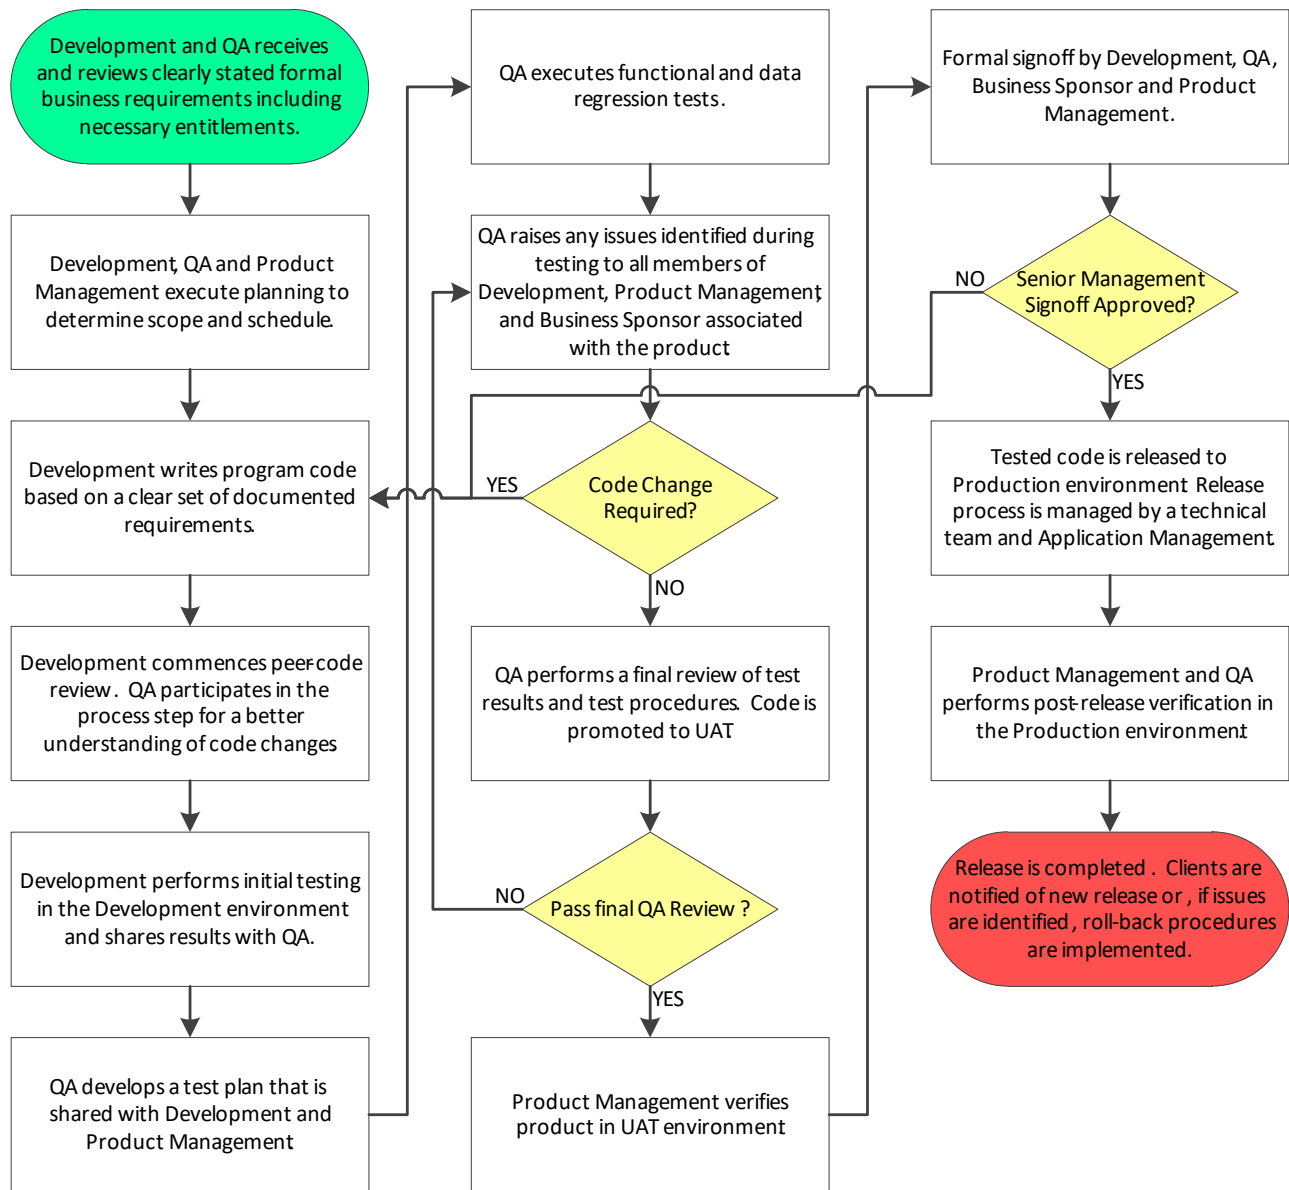 Development and QA receives
and reviews clearly stated formal
business requirements including
necessary entitlements.
Development, QA and Product
Management execute planning to
determine scope and schedule.
Development writes program code
based on a clear set of documented
requirements.
Development commences peer-code
review. QA participates in the
process step for a better
understanding of code changes
Development performs initial testing
in the Development environment
and shares results with QA.
QA develops a test plan that is
shared with Development and
Product Management
QA executes functional and data
regression tests.
QA raises any issues identified during
testing to all members of
Development, Product Management,
and Business Sponsor associated
with the product.
YES
Code Change
Required?
NO
QA performs a final review of test
results and test procedures. Code is
promoted to UAT.
NO
Pass final QA Review ?
YES
Product Management verifies
product in UAT environment
Formal signoff by Development, QA,
Business Sponsor and Product
Management.
NO
Senior Management
Signoff Approved?
YES
Tested code is released to
Production environment. Release
process is managed by a technical
team and Application Management.
Product Management and QA
performs post-release verification in
the Production environment.
Release is completed . Clients are
notified of new release or , if issues
are identified , roll-back procedures
are implemented.